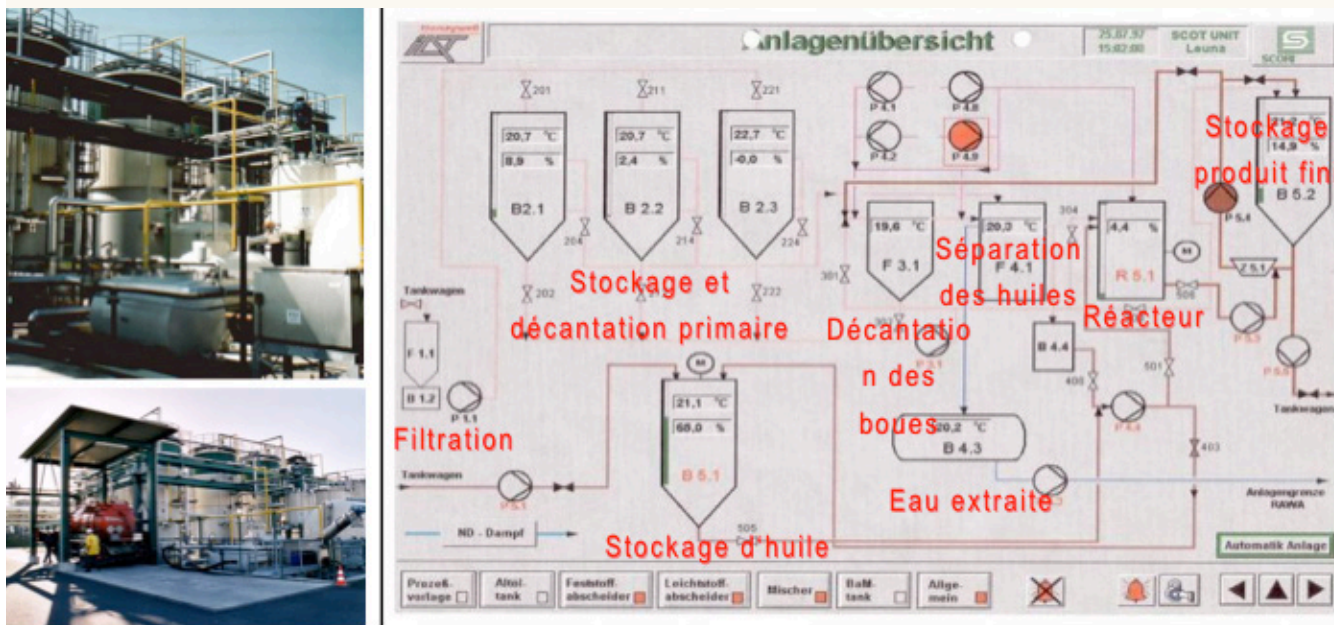 Honeywell
Anlagenübersicht
25.07.97
15:02:00
SCOT UNIT
Leuna
SCORI
201
211
221
P 4.1
P 4.8
P 4.2
P 4.9
20,7 °C
8,9 %
B2.1
20,7 °C
2,4 %
B 2.2
22,7 °C
-0,0 %
B 2.3
204
214
224
Stockage
produit fin
14,9 %
B 5.2
P 5.4
19,6 °C
F 3.1
301
F 4.1
304
4,4 %
R 5.1
M
Z 5.1
506
Séparation
des huiles
Réacteur
Stockage et
décantation primaire
202
222
Tankwagen
F 1.1
B 1.2
P 1.1
Filtration
Décantatio
n des
boues
P 3.1
B 4.4
400
501
P 4.4
P 5.3
Tankwagen
403
M
21,1 °C
68,0 %
B 5.1
20,2 °C
B 4.3
Tankwagen
P 5.1
Eau extraite
Anlagengrenze
RAWA
ND - Dampf
505
Stockage d'huile
Automatik Anlage
Prozeß-
vorlage
Altöl-
tank
Feststoff-
abscheider
Leichtstoff-
abscheider
Mischer
tank
Allge-
mein